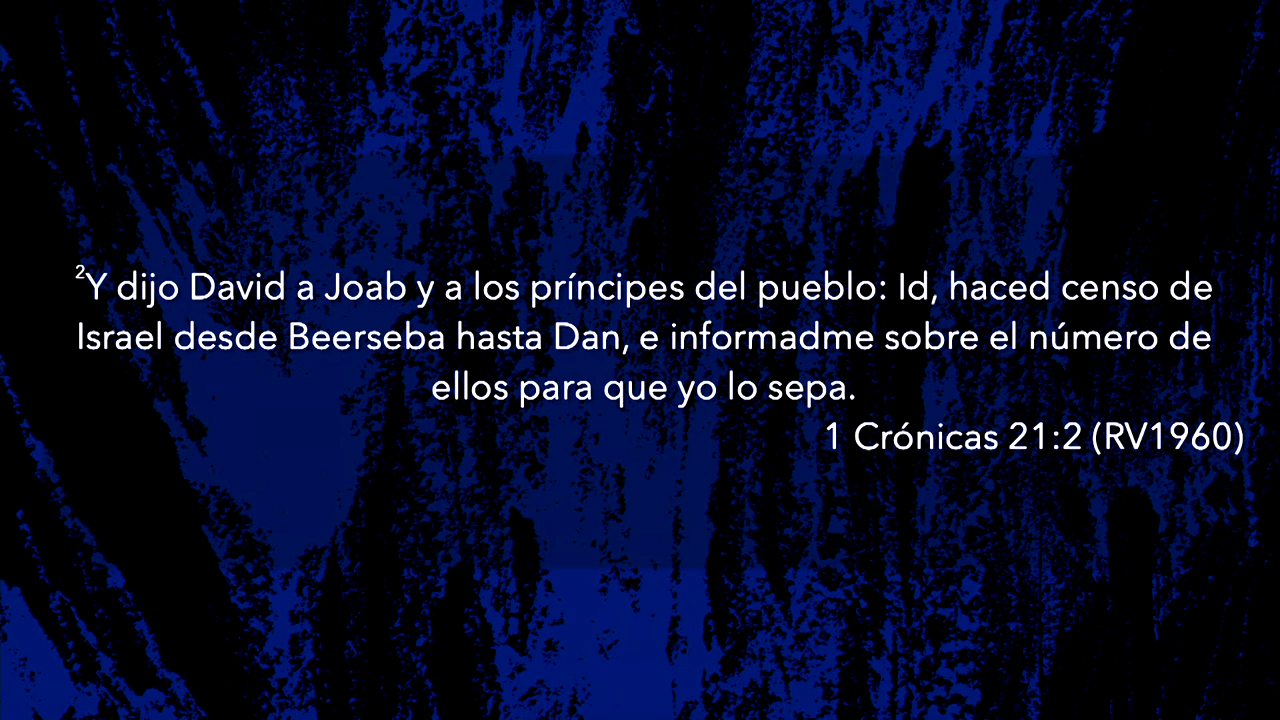 ²Y dijo David a Joab y a los príncipes del pueblo: Id, haced censo de
Israel desde Beerseba hasta Dan, e informadme sobre el número de
ellos para que yo lo sepa.
1 Crónicas 21:2 (RV1960)